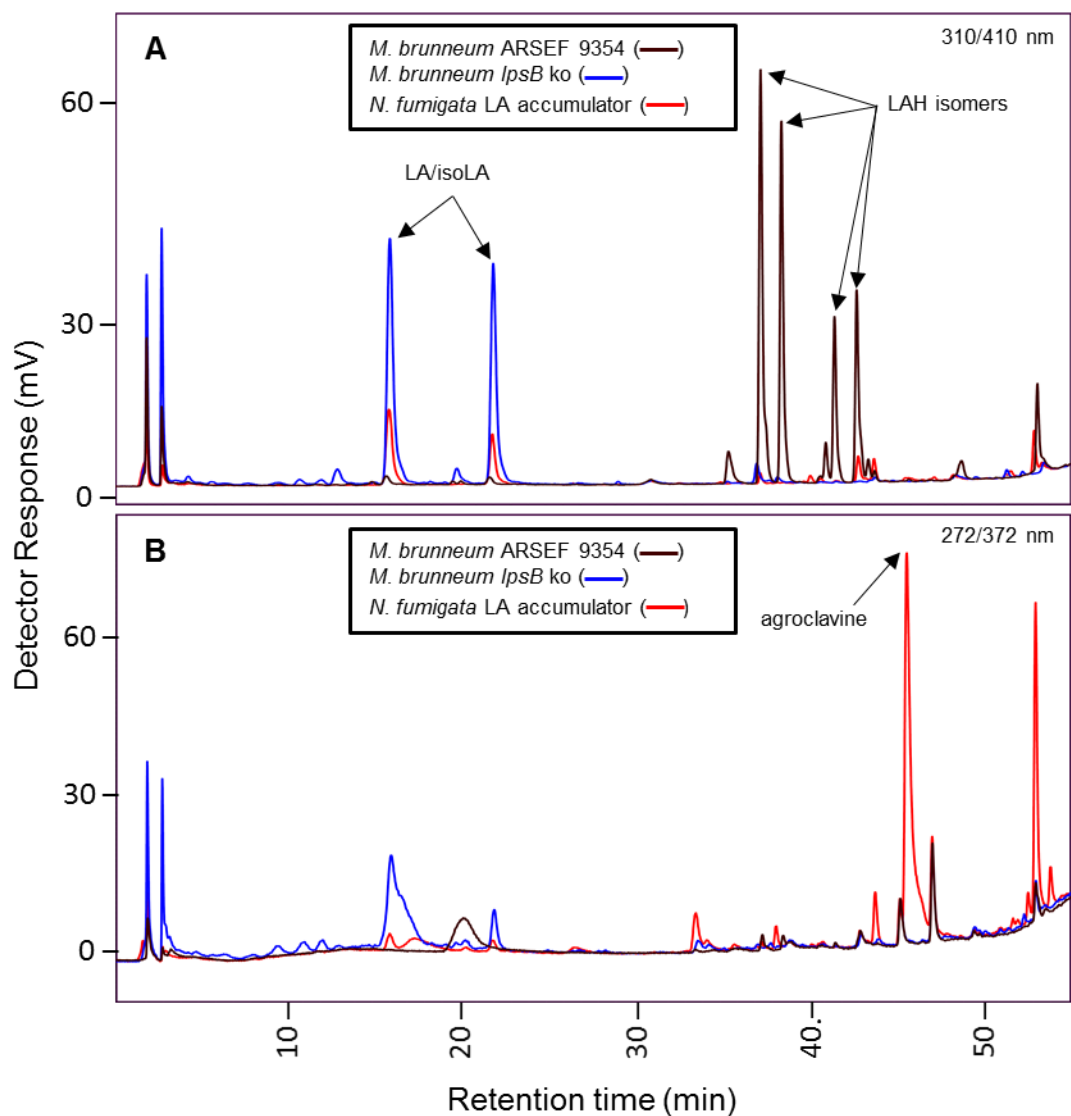 A
310/410 nm
M. brunneum ARSEF 9354 (—)
M. brunneum lpsB ko (—)
N. fumigata LA accumulator (—)
LAH isomers
LA/isoLA
60
30
0
B
272/372 nm
M. brunneum ARSEF 9354 (—)
M. brunneum lpsB ko (—)
N. fumigata LA accumulator (—)
agroclavine
60
30
0
Detector Response (mV)
10
20
30
40.
50
Retention time (min)